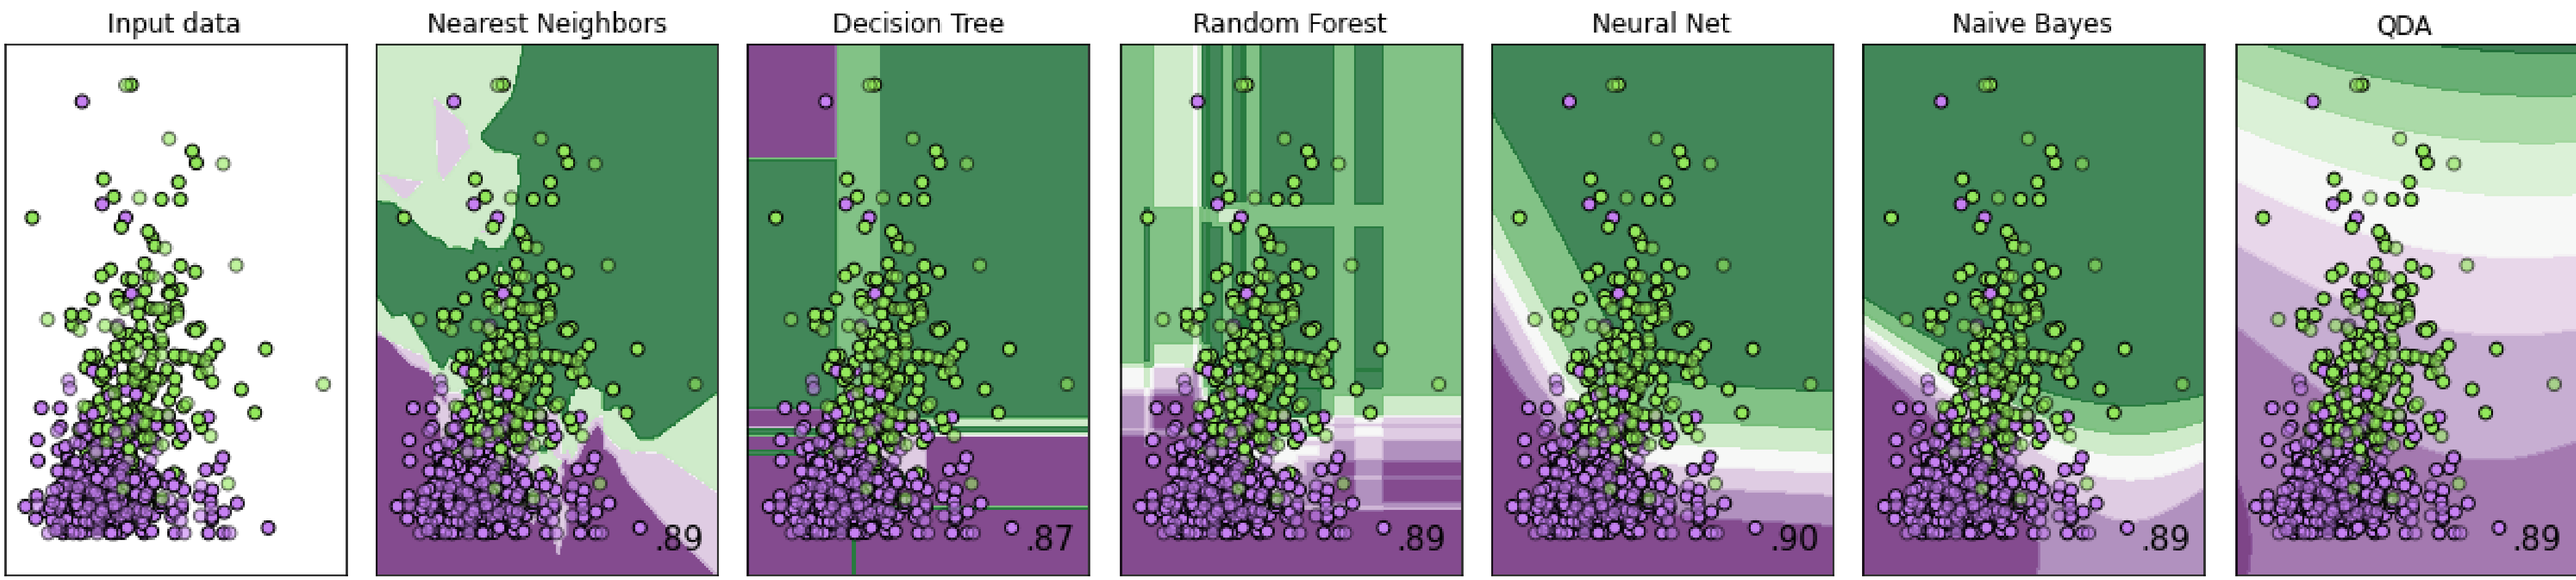 Input data
Nearest Neighbors
Decision Tree
Random Forest
Neural Net
Naive Bayes
QDA
.89
.87
.89
.90
.89
.89